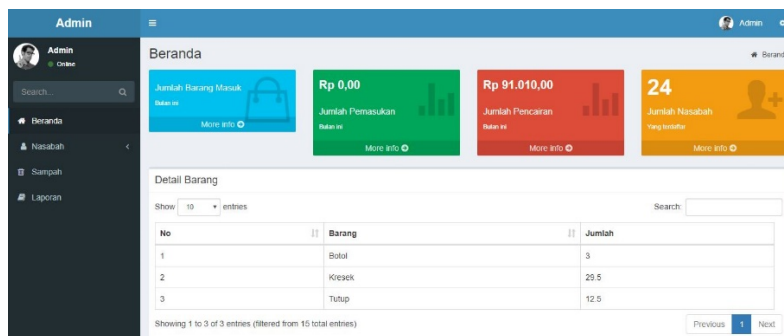 Admin
Admin
Admin
Online
Beranda
Beranda
Search...
Beranda
Nasabah
Sampah
Laporan
Jumlah Barang Masuk
Bulan ini
More info
Rp 0,00
Jumlah Pemasukan
Bulan ini
More info
Rp 91.010,00
Jumlah Pencairan
Bulan ini
More info
24
Jumlah Nasabah
Yang terdaftar
More info
Detail Barang
Show 10 entries
Search:
No Barang Jumlah
1 Botol 3
2 Kresek 29.5
3 Tutup 12.5
Showing 1 to 3 of 3 entries (filtered from 15 total entries)
Previous 1 Next